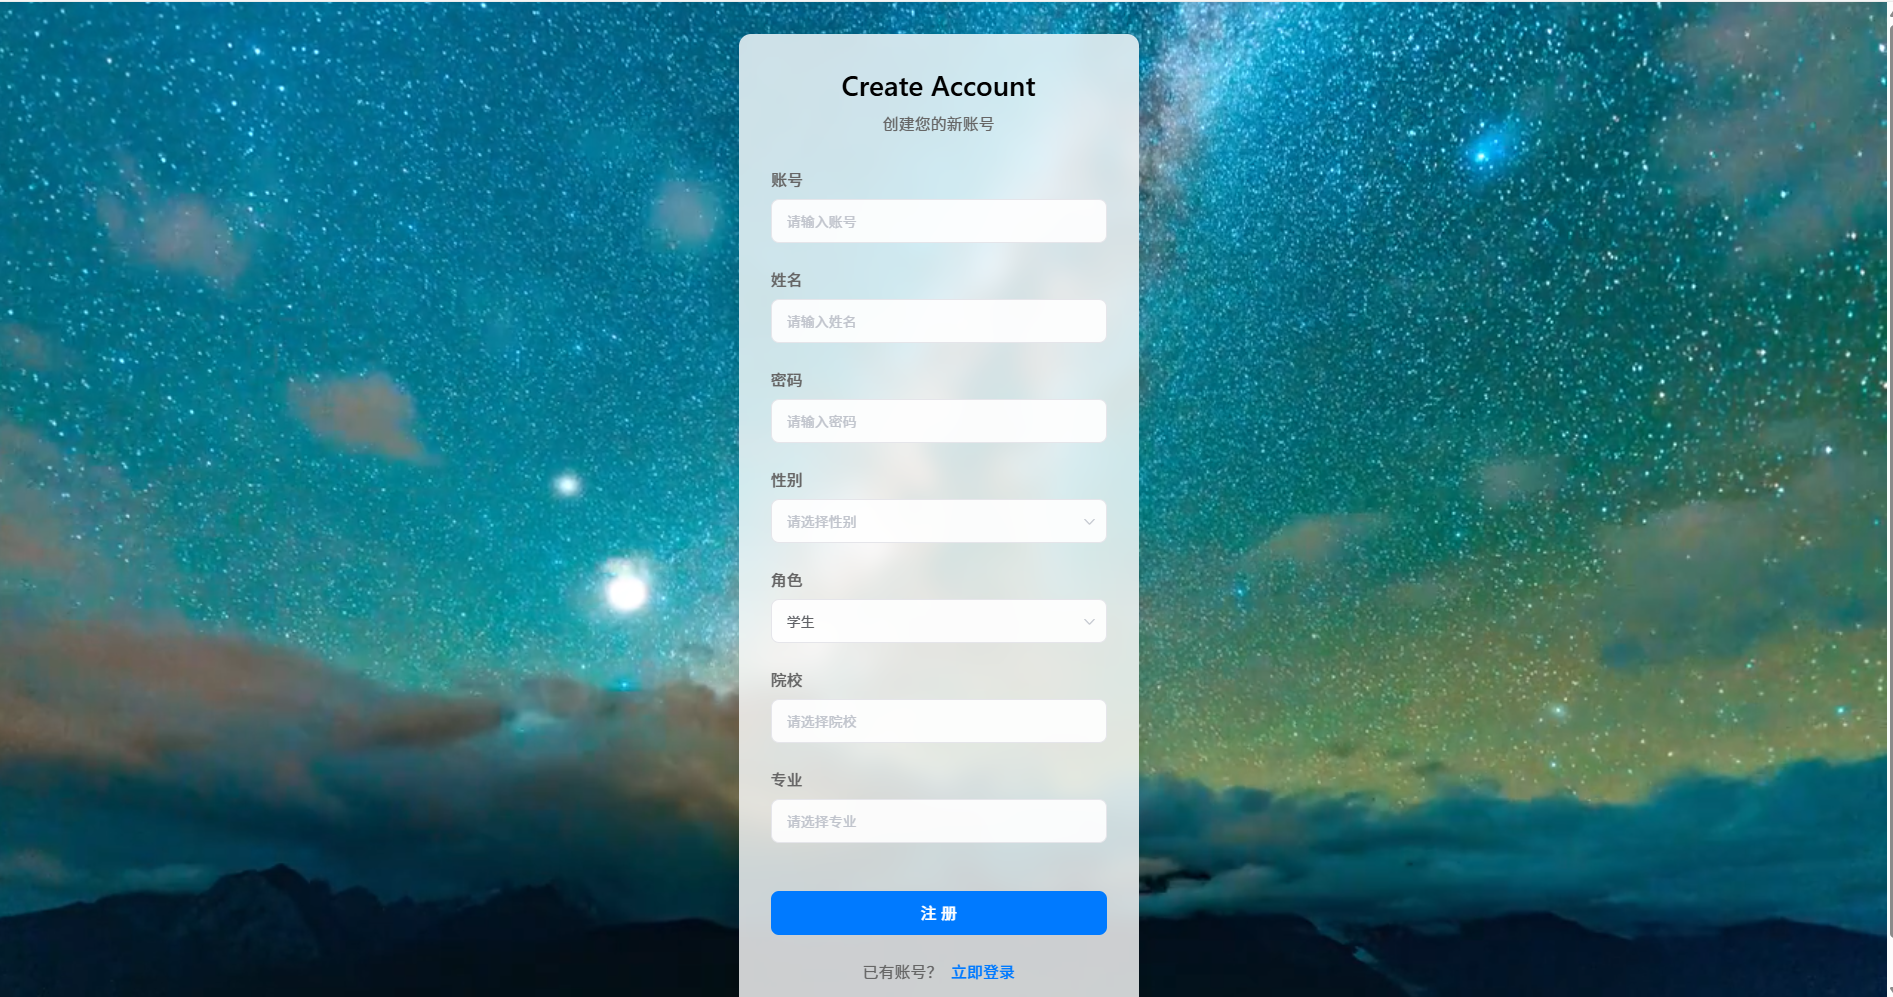 Create Account
创建您的新账号
账号
请输入账号
姓名
请输入姓名
密码
请输入密码
性别
请选择性别
角色
学生
院校
请选择院校
专业
请选择专业
注 册
已有账号？ 立即登录